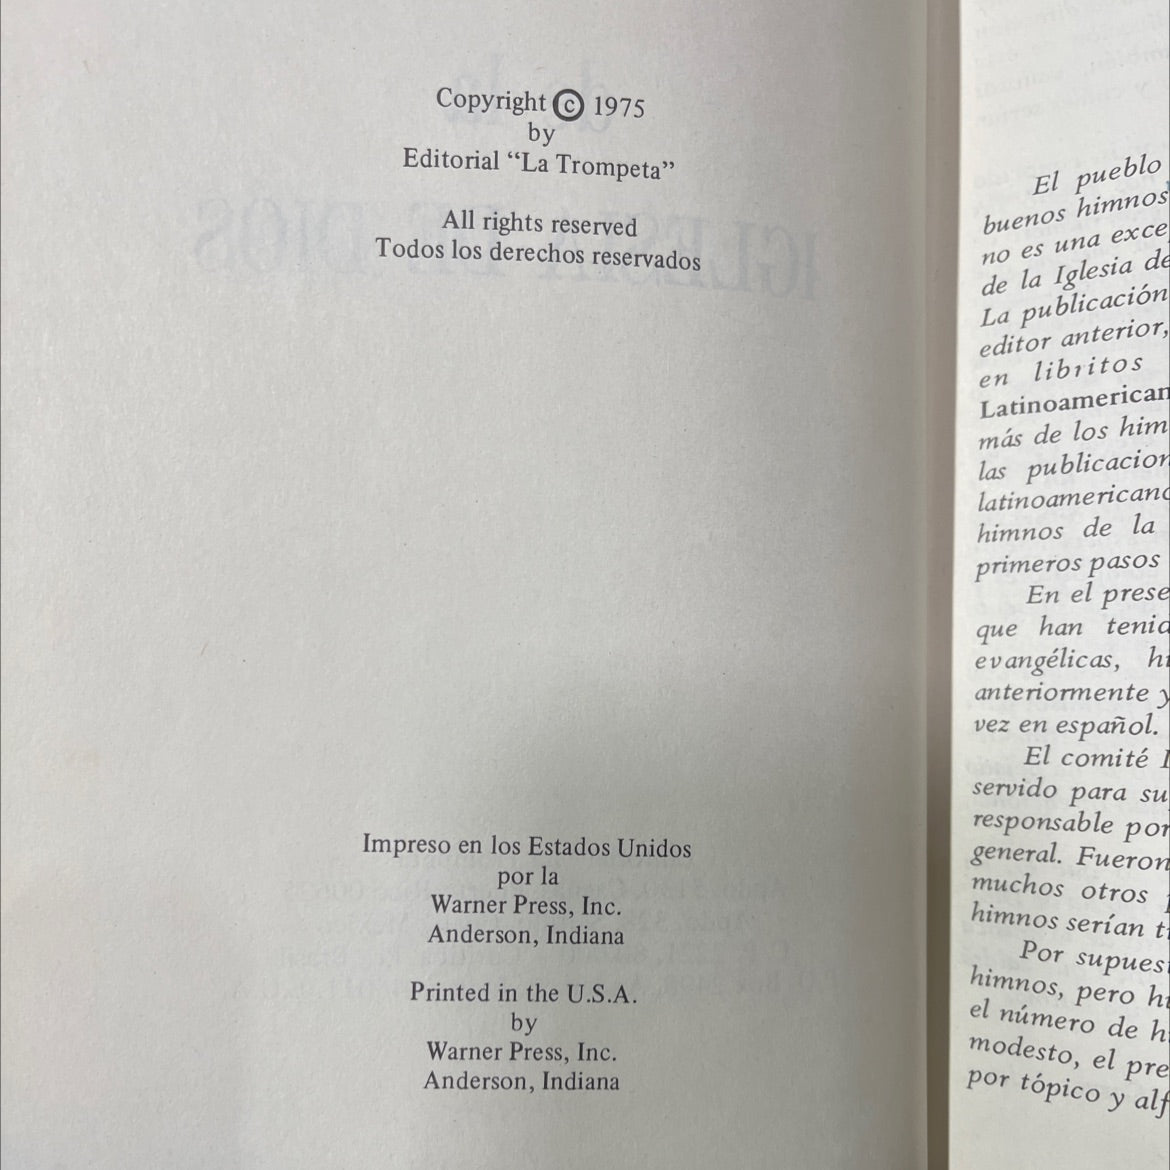 Copyright © 1975
by
Editorial “La Trompeta”
All rights reserved
Todos los derechos reservados
Impreso en los Estados Unidos
por la
Warner Press, Inc.
Anderson, Indiana
Printed in the U.S.A.
by
Warner Press, Inc.
Anderson, Indiana
El pueblo
buenos himnos
no es una exce
de la Iglesia de
La publicación
editor anterior,
en libritos
Latinoamerican
más de los him
las publicacion
latinoamericano
himnos de la
primeros pasos
En el prese
que han tenid
evangélicas, hi
anteriormente y
vez en español.
El comité
servido para su
responsable por
general. Fueron
muchos otros
himnos serían t
Por supues
himnos, pero h
el número de h
modesto, el pre
por tópico y alf